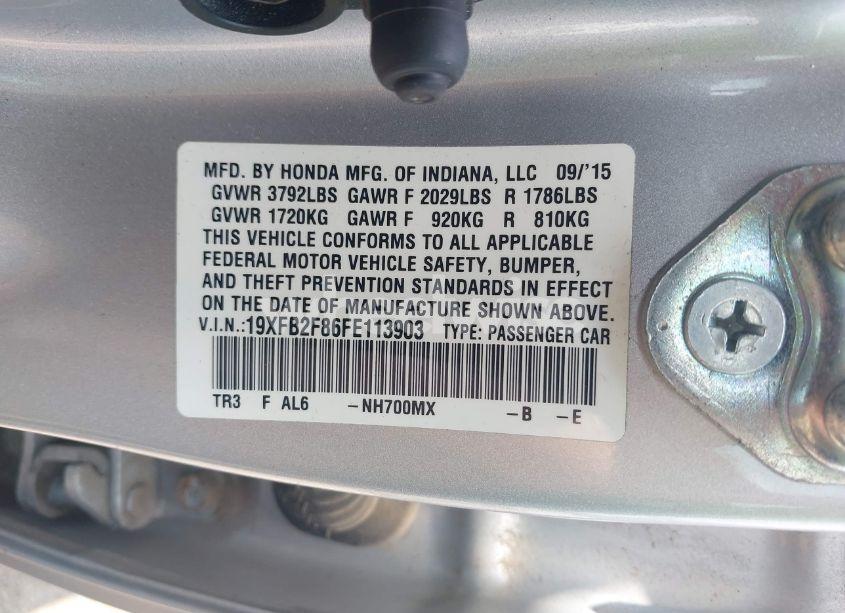 MFD. BY HONDA MFG. OF INDIANA, LLC 09/'15
GVWR 3792LBS GAWR F 2029LBS R 1786LBS
GVWR 1720KG GAWR F 920KG R 810KG
THIS VEHICLE CONFORMS TO ALL APPLICABLE
FEDERAL MOTOR VEHICLE SAFETY, BUMPER,
AND THEFT PREVENTION STANDARDS IN EFFECT
ON THE DATE OF MANUFACTURE SHOWN ABOVE.
V.I.N.:19XFB2F86FE113903 TYPE: PASSENGER CAR
TR3 F AL6 -NH700MX -B -E